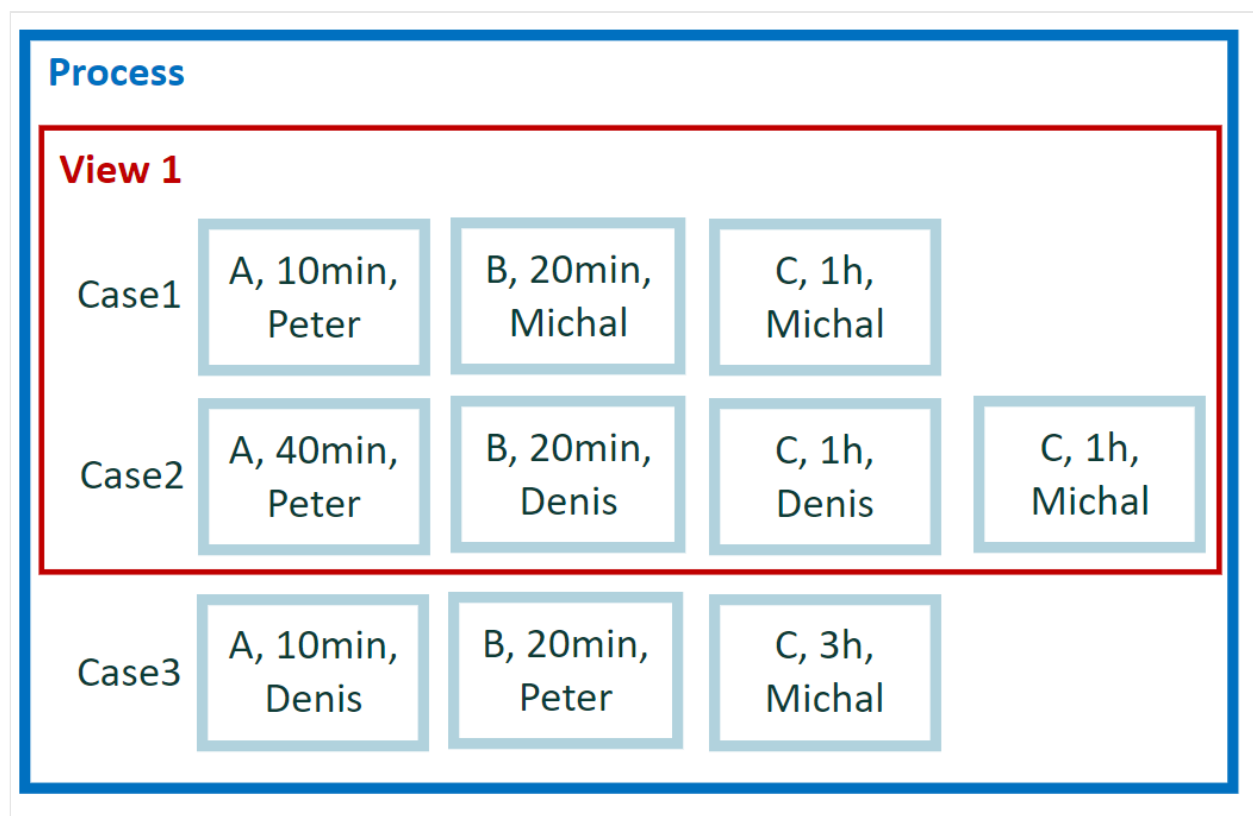 Process
View 1
Case1
A, 10min,
Peter
B, 20min,
Michal
C, 1h,
Michal
Case2
A, 40min,
Peter
B, 20min,
Denis
C, 1h,
Denis
C, 1h,
Michal
Case3
A, 10min,
Denis
B, 20min,
Peter
C, 3h,
Michal